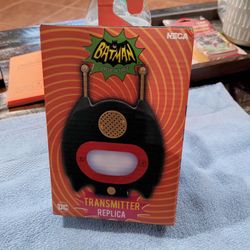 BATMAN
NECA
TRANSMITTER
REPLICA
DC